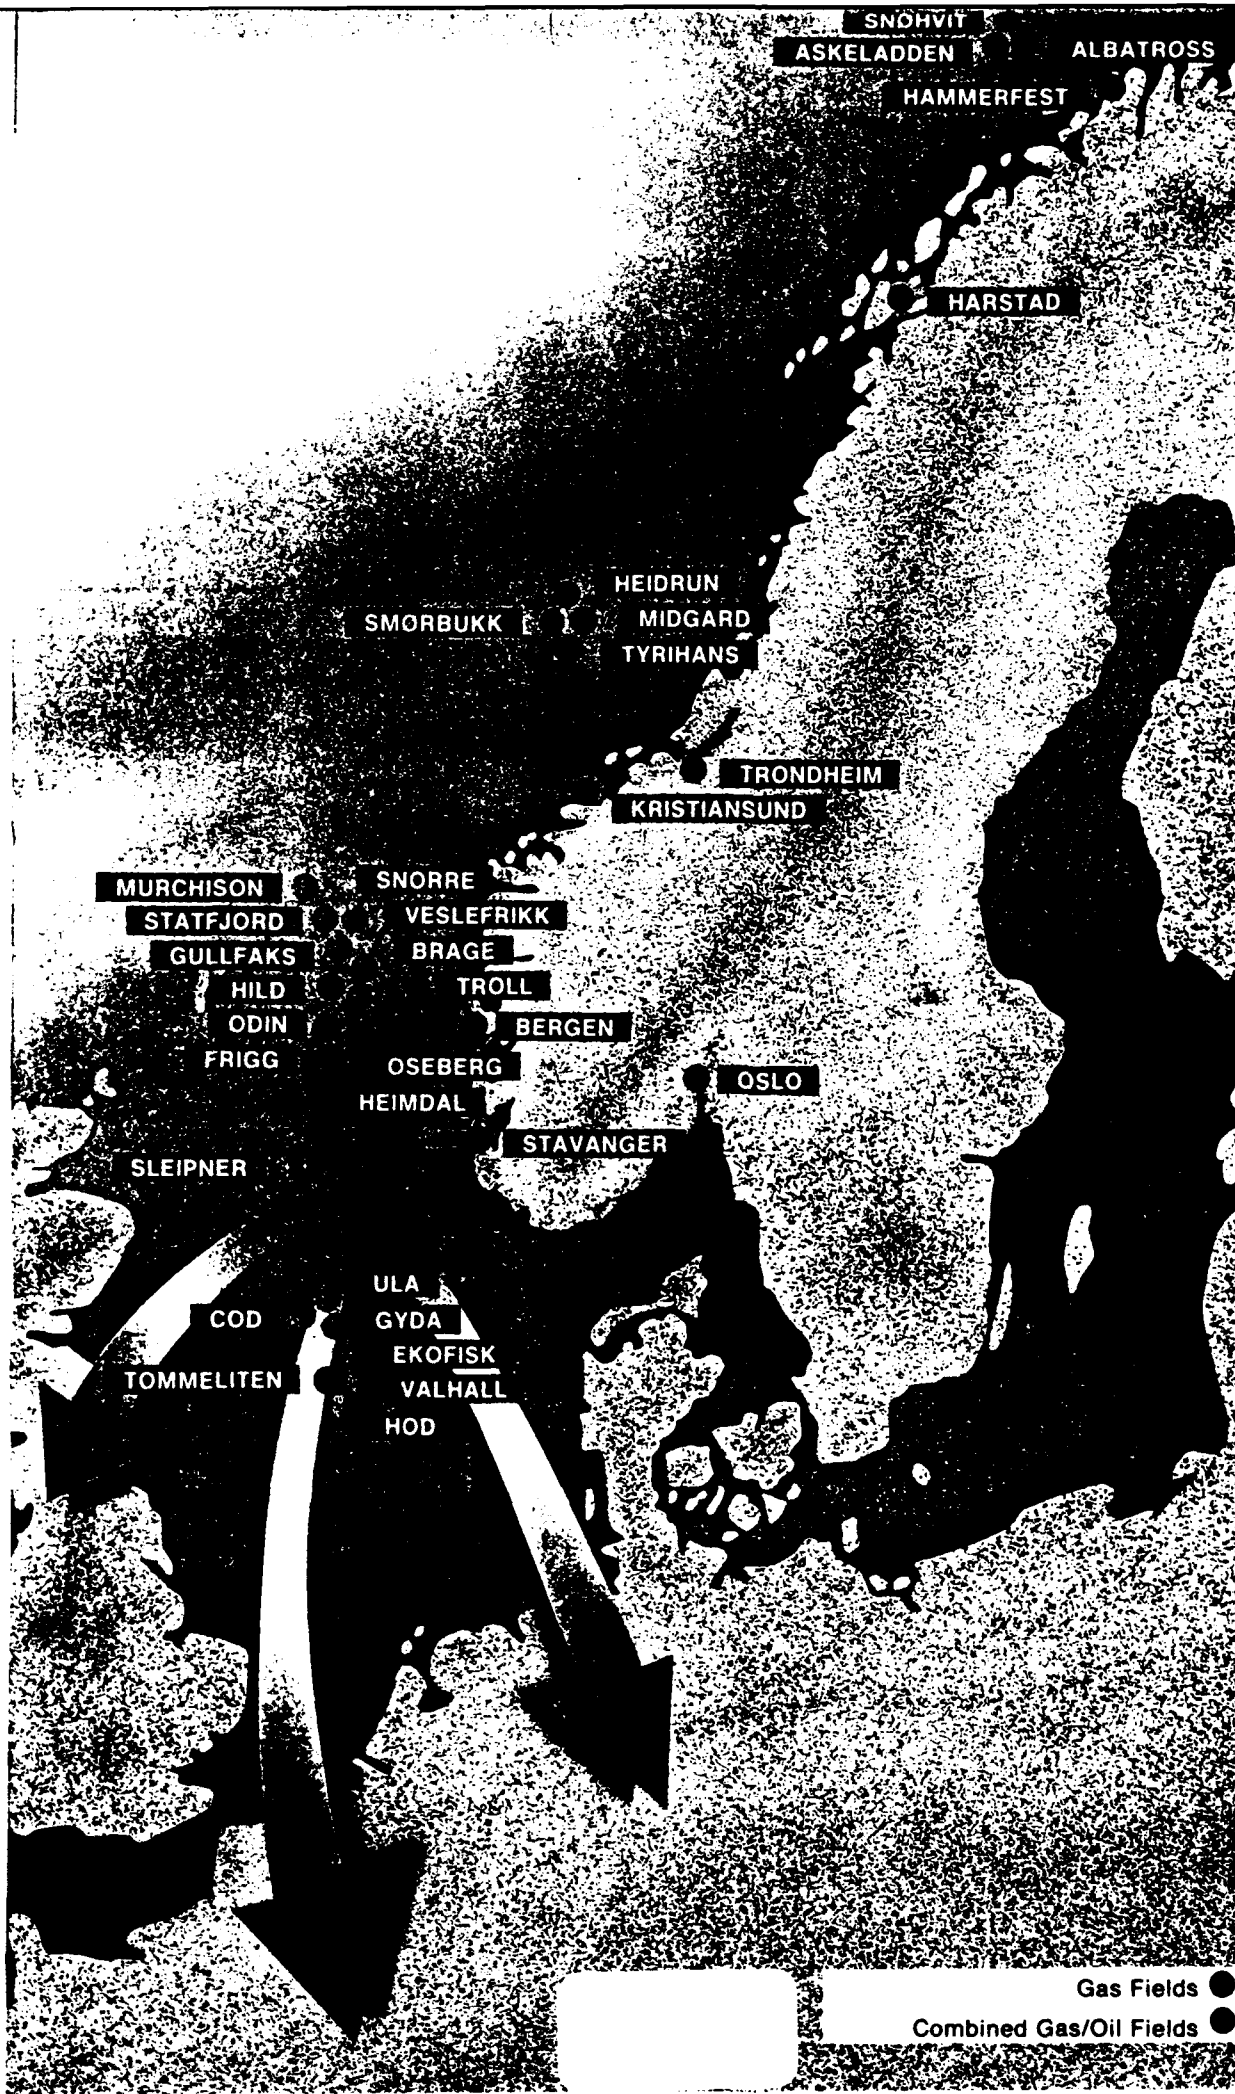 SNØHVIT
ASKELADDEN
ALBATROSS
HAMMERFEST
HARSTAD
HEIDRUN
SMØRBUKK
MIDGARD
TYRIHANS
TRONDHEIM
KRISTIANSUND
MURCHISON
SNORRE
STATFJORD
VESLEFRIKK
GULLFAKS
BRAGE
HILD
TROLL
ODIN
BERGEN
FRIGG
OSEBERG
OSLO
HEIMDAL
STAVANGER
SLEIPNER
ULA
COD
GYDA
EKOFISK
TOMMELITEN
VALHALL
HOD
Gas Fields
Combined Gas/Oil Fields